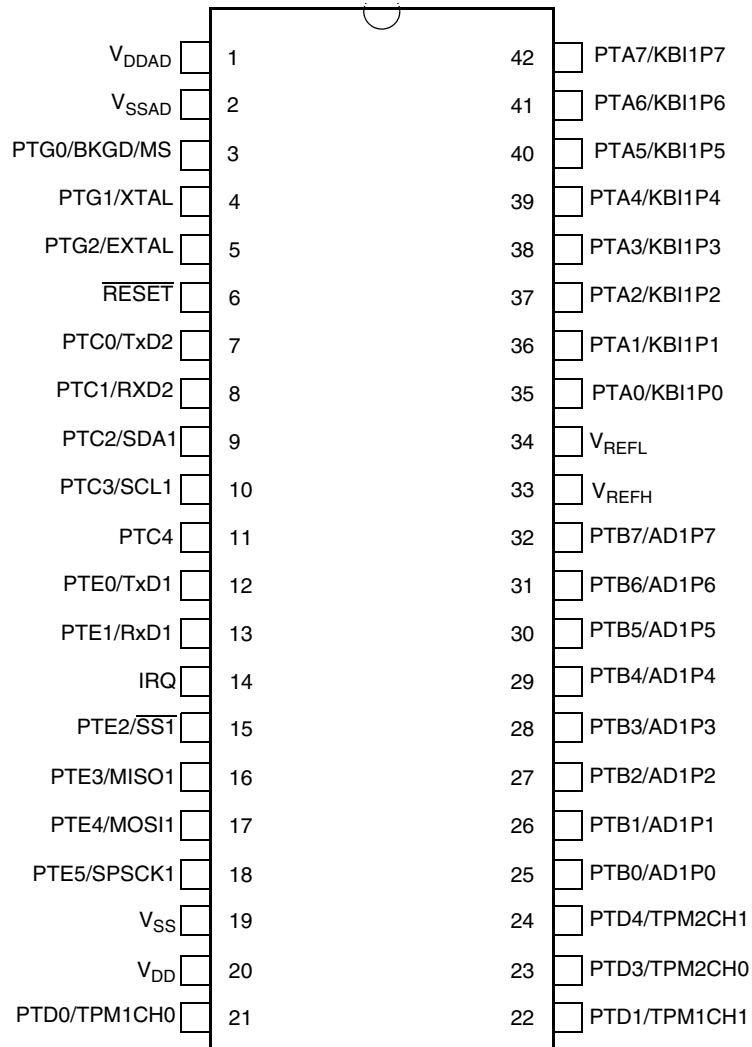 VDDAD 1 42 PTA7/KBI1P7
VSSAD 2 41 PTA6/KBI1P6
PTG0/BKGD/MS 3 40 PTA5/KBI1P5
PTG1/XTAL 4 39 PTA4/KBI1P4
PTG2/EXTAL 5 38 PTA3/KBI1P3
RESET 6 37 PTA2/KBI1P2
PTC0/TxD2 7 36 PTA1/KBI1P1
PTC1/RXD2 8 35 PTA0/KBI1P0
PTC2/SDA1 9 34 VREFL
PTC3/SCL1 10 33 VREFH
PTC4 11 32 PTB7/AD1P7
PTE0/TxD1 12 31 PTB6/AD1P6
PTE1/RxD1 13 30 PTB5/AD1P5
IRQ 14 29 PTB4/AD1P4
PTE2/SS1 15 28 PTB3/AD1P3
PTE3/MISO1 16 27 PTB2/AD1P2
PTE4/MOSI1 17 26 PTB1/AD1P1
PTE5/SPSCK1 18 25 PTB0/AD1P0
VSS 19 24 PTD4/TPM2CH1
VDD 20 23 PTD3/TPM2CH0
PTD0/TPM1CH0 21 22 PTD1/TPM1CH1